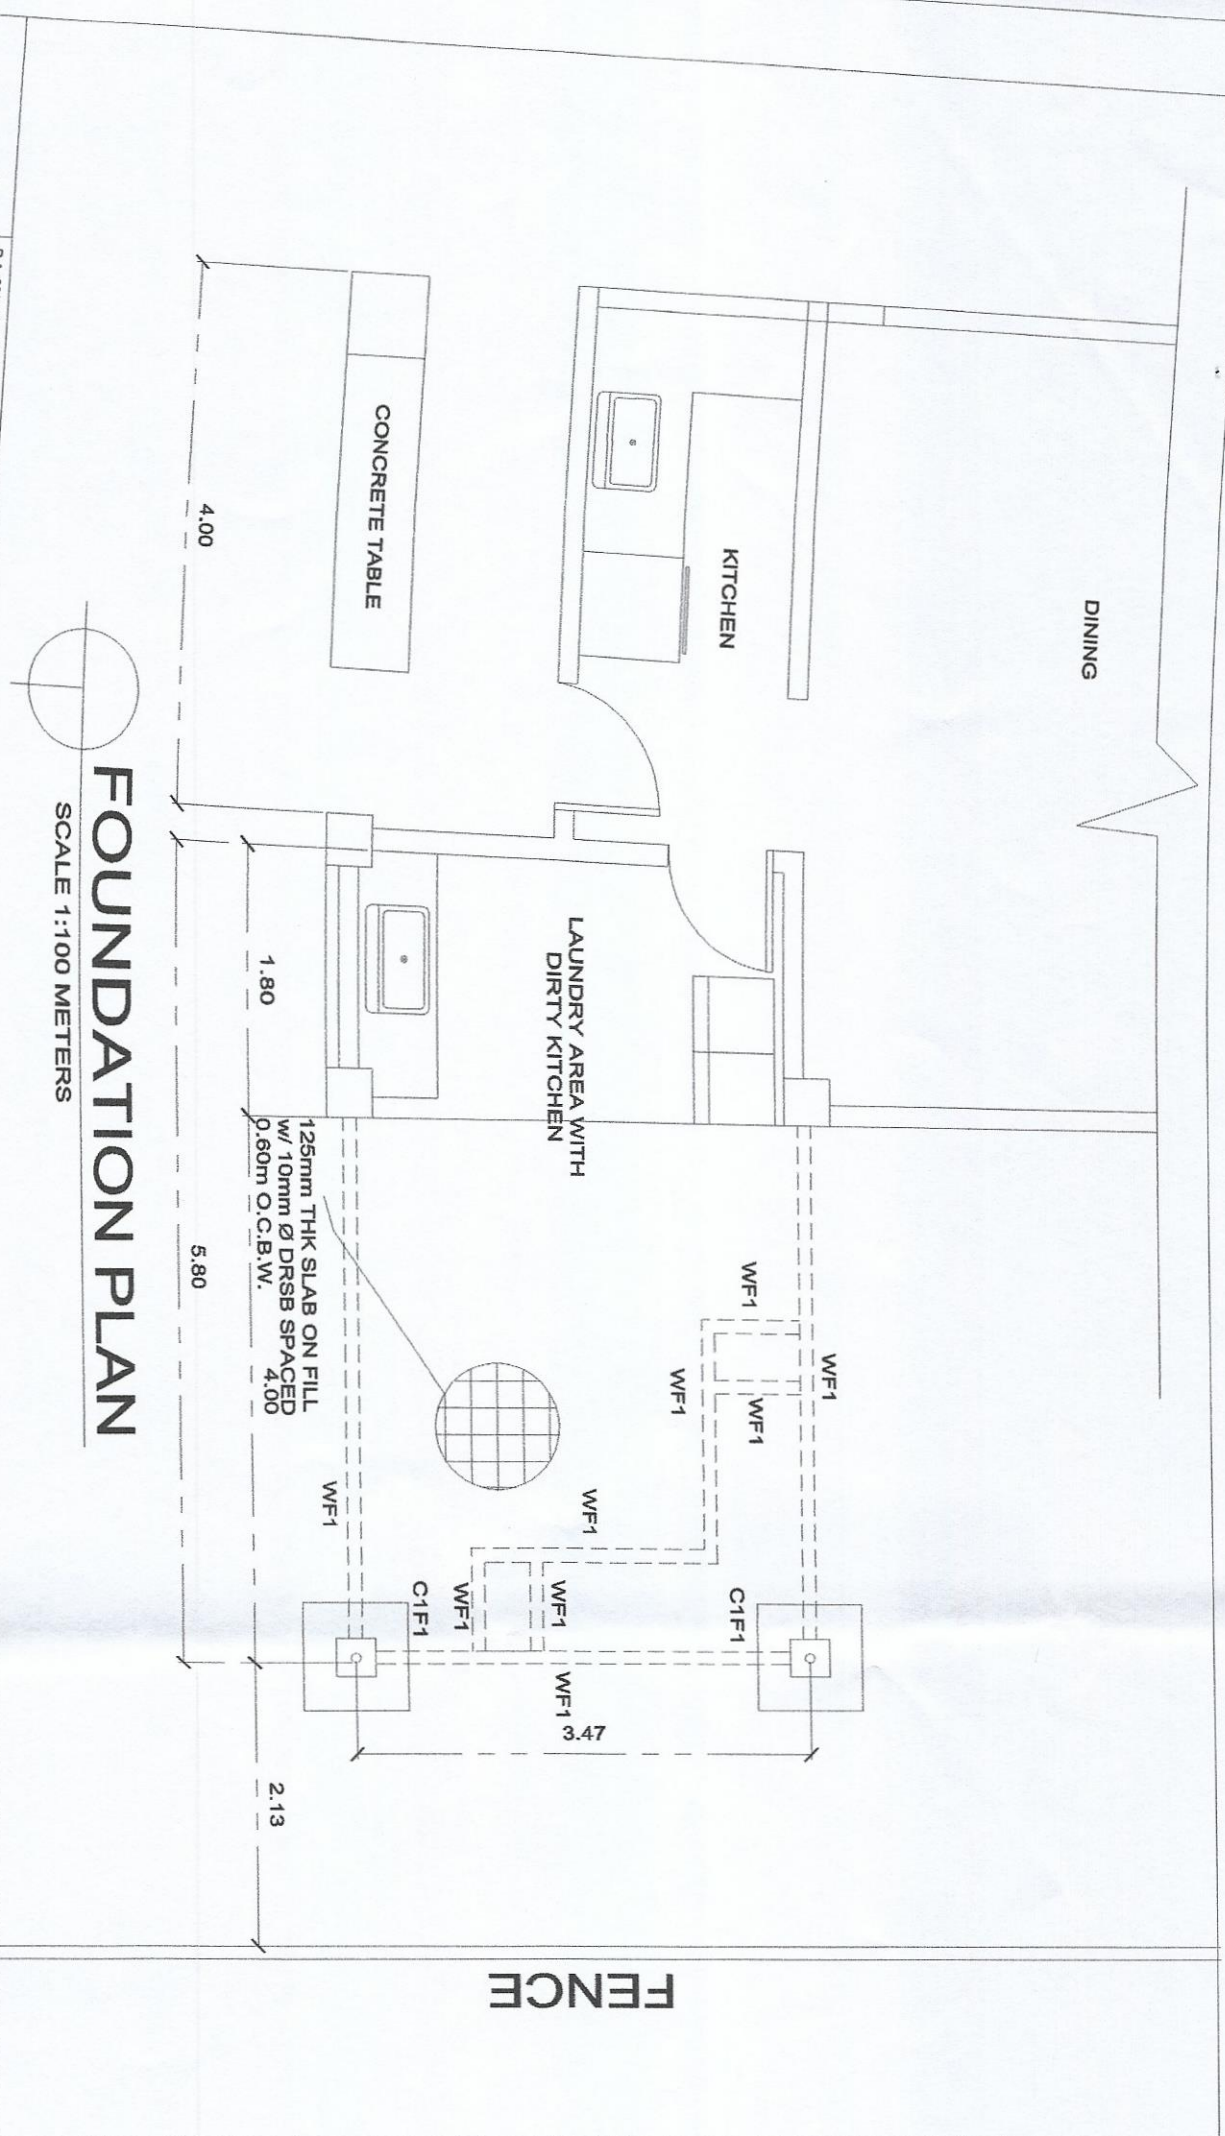 DINING
KITCHEN
CONCRETE TABLE
LAUNDRY AREA WITH
DIRTY KITCHEN
WF1
WF1
WF1
WF1
WF1
WF1
WF1
WF1
WF1
C1F1
C1F1
3.47
125mm THK SLAB ON FILL
w/ 10mm Ø DRSB SPACED
0.60m O.C.B.W.
4.00
1.80
4.00
2.13
5.80
FENCE
FOUNDATION PLAN
SCALE 1:100 METERS